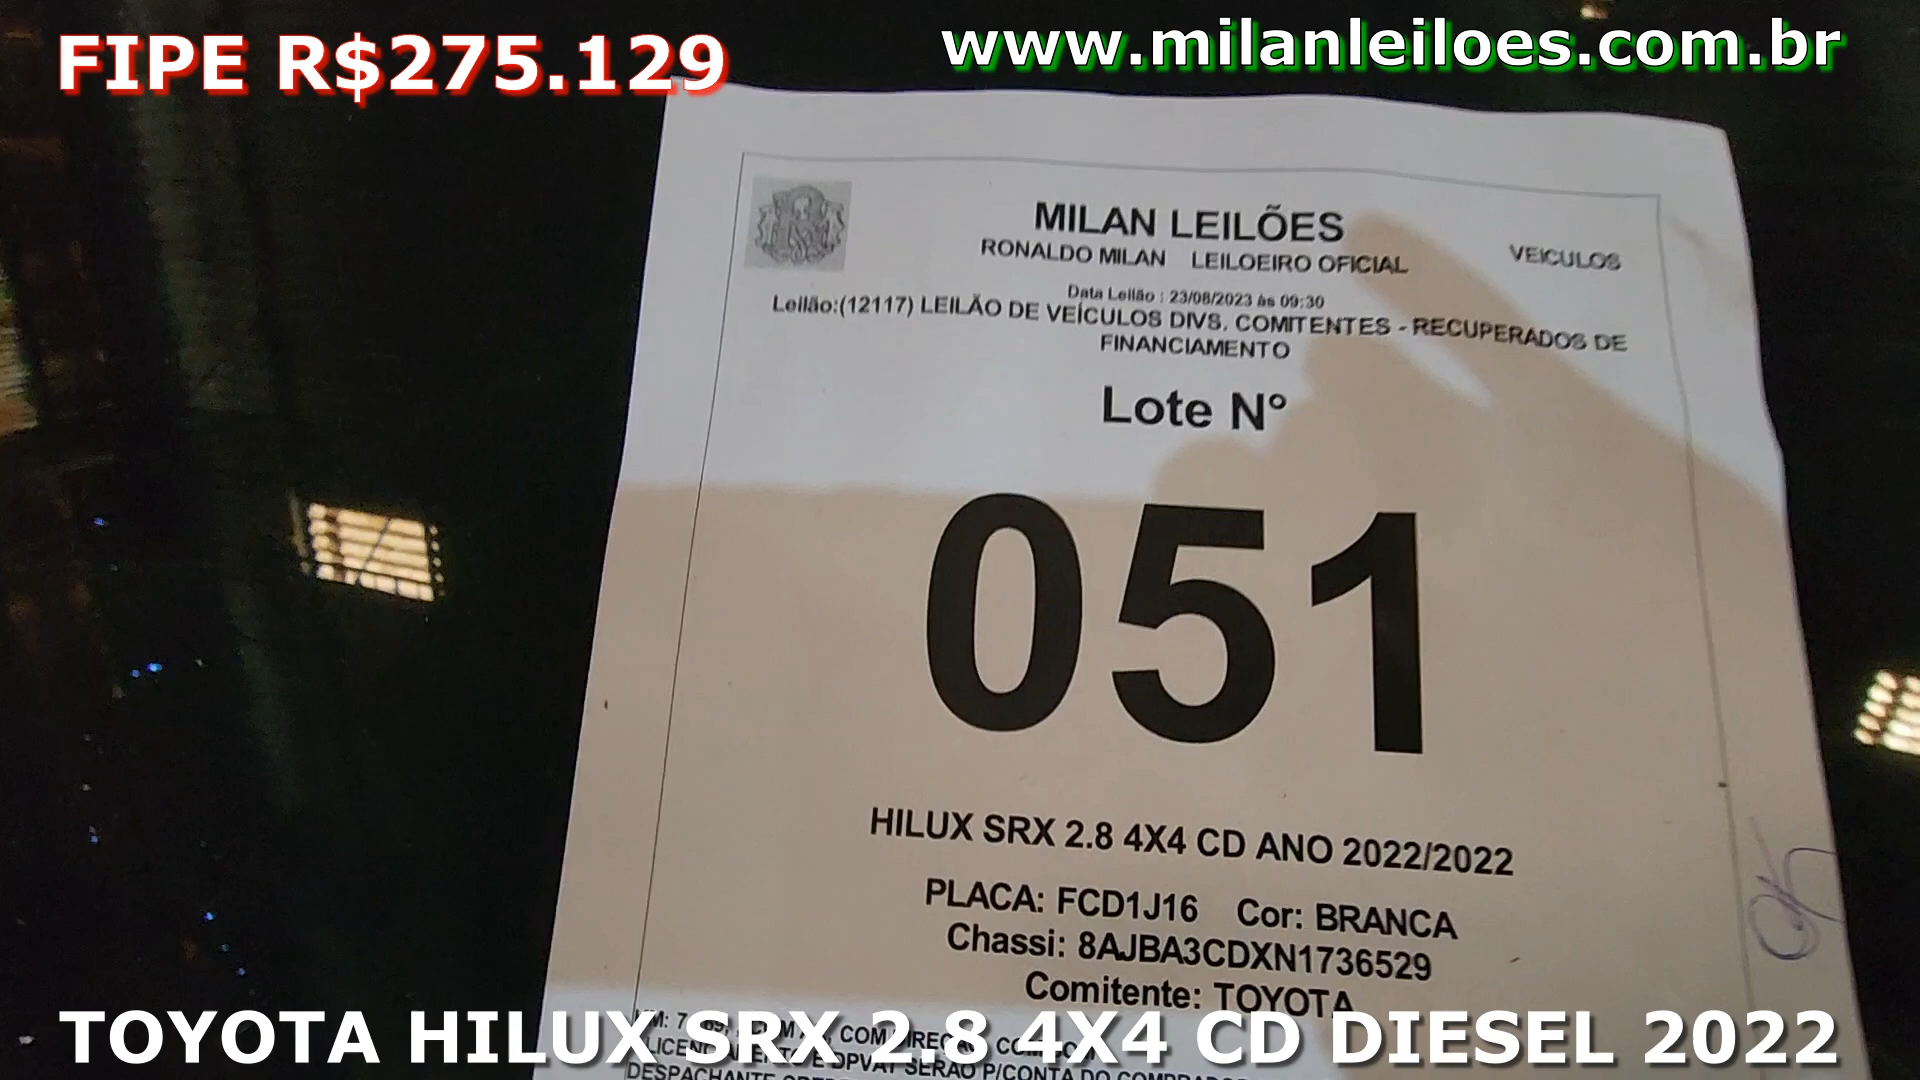 FIPE R$275.129
www.milanleiloes.com.br
MILAN LEILÕES
RONALDO MILAN LEILOEIRO OFICIAL
VEICULOS
Data Leilão : 23/08/2023 às 09:30
Leilão:(12117) LEILÃO DE VEÍCULOS DIVS. COMITENTES - RECUPERADOS DE
FINANCIAMENTO
Lote N°
051
HILUX SRX 2.8 4X4 CD ANO 2022/2022
PLACA: FCD1J16 Cor: BRANCA
Chassi: 8AJBA3CDXN1736529
Comitente: TOYOTA
TOYOTA HILUX SRX 2.8 4X4 CD DIESEL 2022
SERAO P/CONTA DO